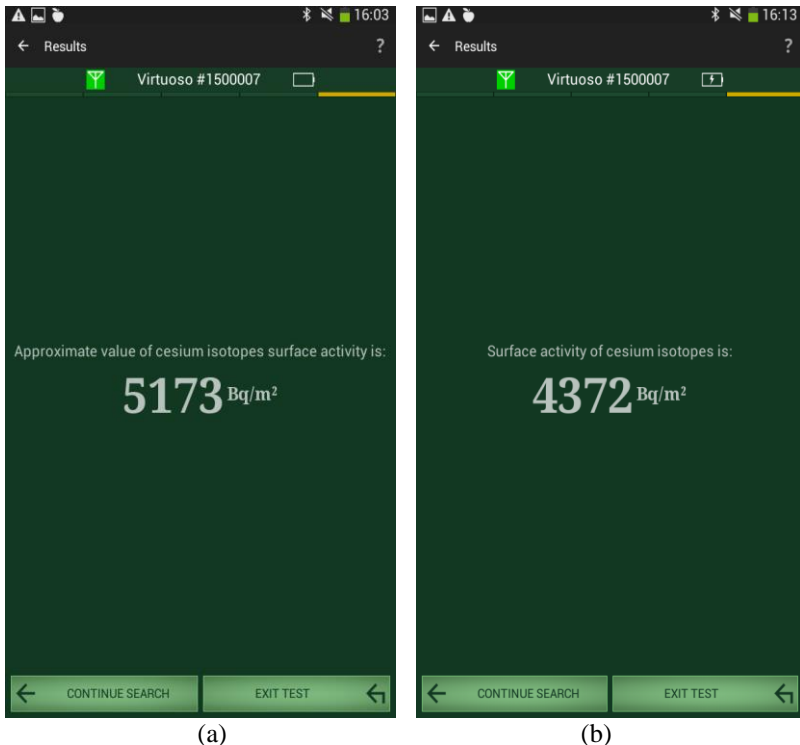 16:03
Results ?
Virtuoso #1500007
Approximate value of cesium isotopes surface activity is:
5173 Bq/m²
CONTINUE SEARCH EXIT TEST
(a)
16:13
Results ?
Virtuoso #1500007
Surface activity of cesium isotopes is:
4372 Bq/m²
CONTINUE SEARCH EXIT TEST
(b)